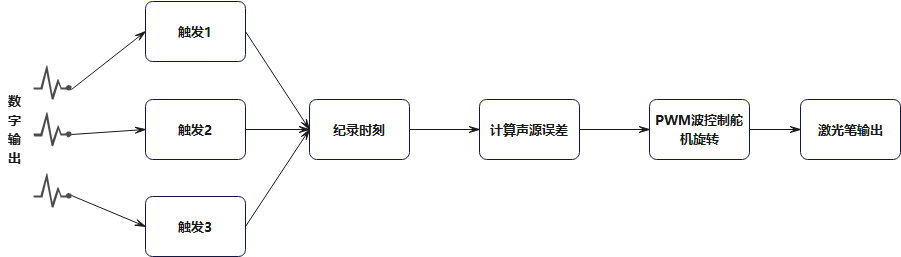 数字输出
触发1
触发2
触发3
纪录时刻
计算声源误差
PWM波控制舵
机旋转
激光笔输出